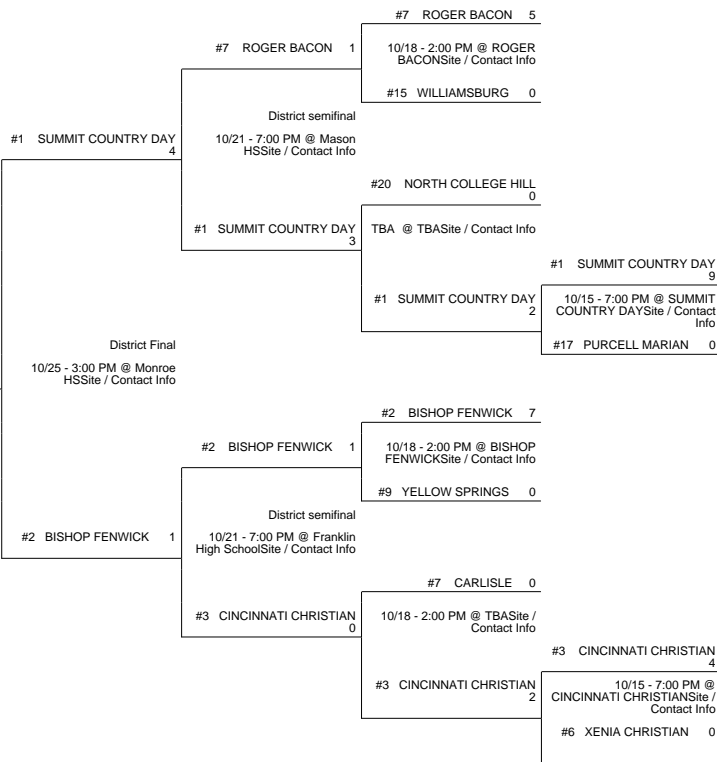 #7 ROGER BACON 5
#7 ROGER BACON 1
10/18 - 2:00 PM @ ROGER
BACONSite / Contact Info
#15 WILLIAMSBURG 0
District semifinal
#1 SUMMIT COUNTRY DAY
4
10/21 - 7:00 PM @ Mason
HSSite / Contact Info
#20 NORTH COLLEGE HILL
0
#1 SUMMIT COUNTRY DAY
3
TBA @ TBASite / Contact Info
#1 SUMMIT COUNTRY DAY
9
#1 SUMMIT COUNTRY DAY
2
10/15 - 7:00 PM @ SUMMIT
COUNTRY DAYSite / Contact
Info
#17 PURCELL MARIAN 0
District Final
10/25 - 3:00 PM @ Monroe
HSSite / Contact Info
#2 BISHOP FENWICK 7
#2 BISHOP FENWICK 1
10/18 - 2:00 PM @ BISHOP
FENWICKSite / Contact Info
#9 YELLOW SPRINGS 0
District semifinal
#2 BISHOP FENWICK 1
10/21 - 7:00 PM @ Franklin
High SchoolSite / Contact Info
#7 CARLISLE 0
#3 CINCINNATI CHRISTIAN
0
10/18 - 2:00 PM @ TBASite /
Contact Info
#3 CINCINNATI CHRISTIAN
4
#3 CINCINNATI CHRISTIAN
2
10/15 - 7:00 PM @
CINCINNATI CHRISTIANSite /
Contact Info
#6 XENIA CHRISTIAN 0